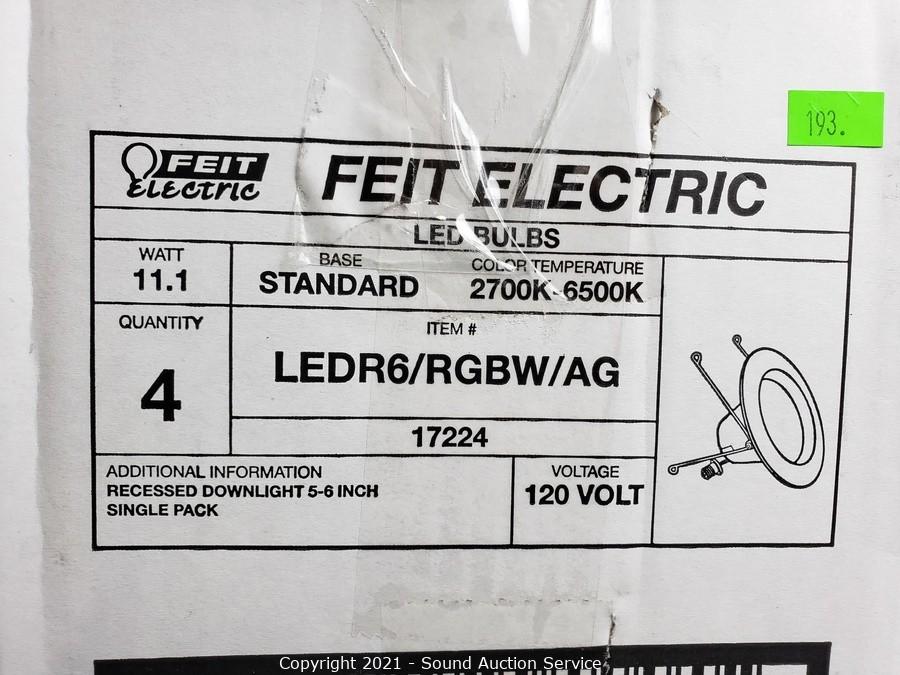 193.
FEIT
ELECTRIC
FEIT ELECTRIC
LED BULBS
WATT
11.1
BASE
STANDARD
COLOR TEMPERATURE
2700K-6500K
QUANTITY
4
ITEM #
LEDR6/RGBW/AG
17224
ADDITIONAL INFORMATION
RECESSED DOWNLIGHT 5-6 INCH
SINGLE PACK
VOLTAGE
120 VOLT
Copyright 2021 - Sound Auction Service